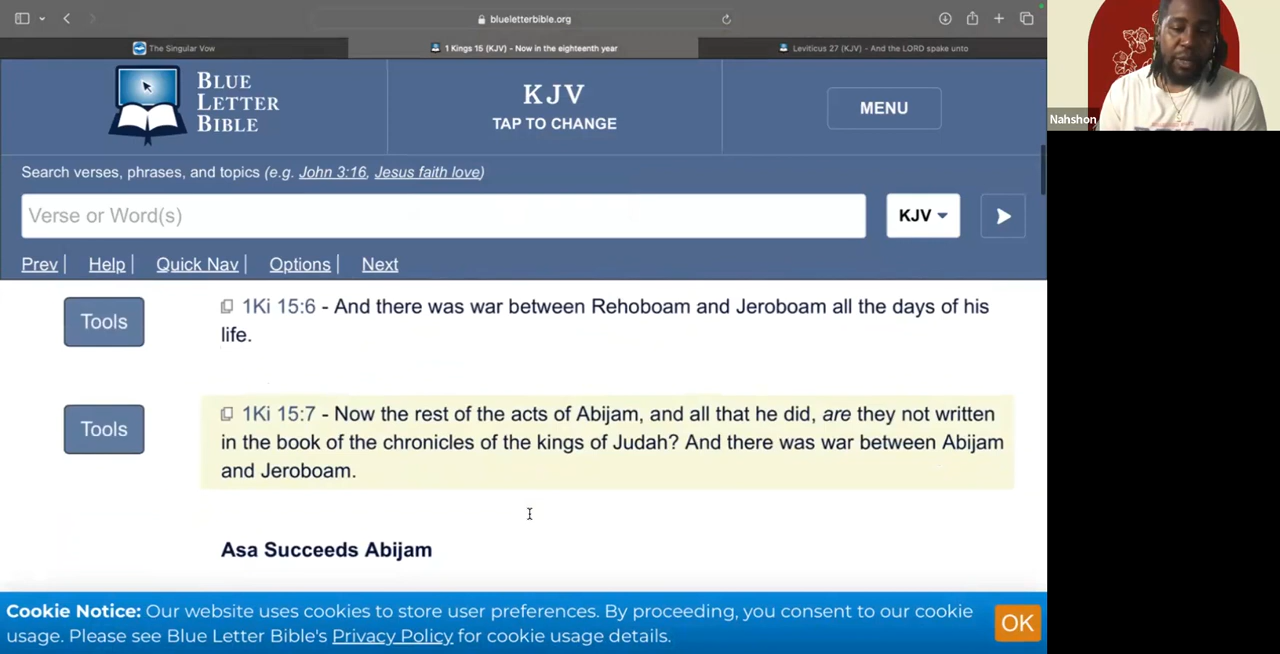 blueletterbible.org
The Singular Vow
1 Kings 15 (KJV) - Now in the eighteenth year
Leviticus 27 (KJV) - And the LORD spake unto
BLUE
LETTER
BIBLE
KJV
TAP TO CHANGE
MENU
Search verses, phrases, and topics (e.g. John 3:16, Jesus faith love)
Verse or Word(s)
KJV
Prev | Help | Quick Nav | Options | Next
Tools
1Ki 15:6 - And there was war between Rehoboam and Jeroboam all the days of his
life.
Tools
1Ki 15:7 - Now the rest of the acts of Abijam, and all that he did, are they not written
in the book of the chronicles of the kings of Judah? And there was war between Abijam
and Jeroboam.
Asa Succeeds Abijam
Cookie Notice: Our website uses cookies to store user preferences. By proceeding, you consent to our cookie
usage. Please see Blue Letter Bible's Privacy Policy for cookie usage details.
OK
Nahshon